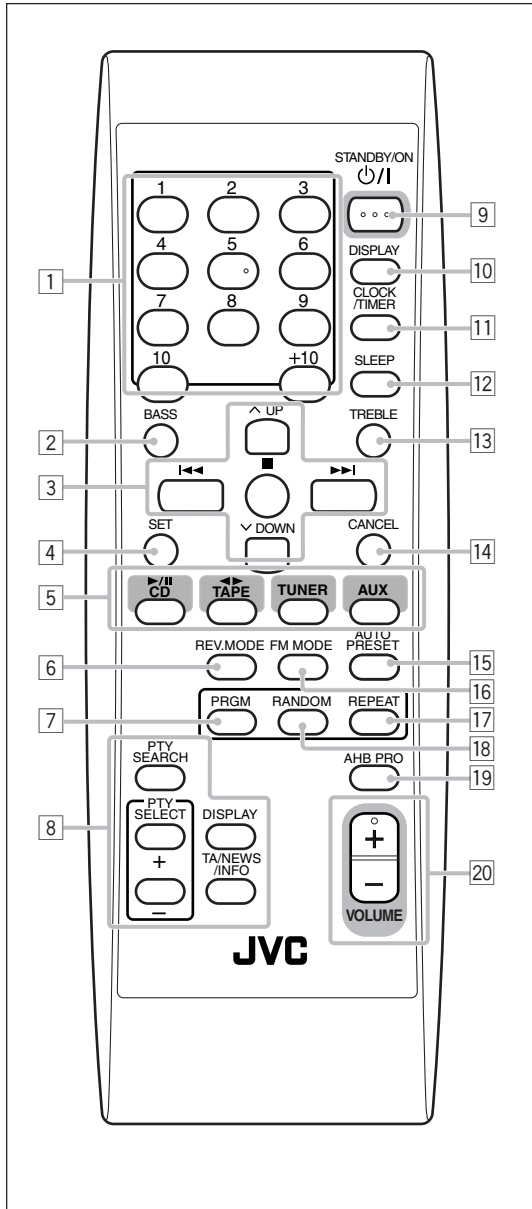 STANDBY/ON
⏻/I
1 2 3
9
DISPLAY
4 5 6
10
1
CLOCK
/TIMER
7 8 9
11
SLEEP
10 +10
12
BASS
∧ UP
TREBLE
2
13
3
|◀◀ ■ ▶▶|
SET
∨ DOWN
CANCEL
4
14
▶/II
CD
◀▶
TAPE
TUNER
AUX
5
REV.MODE
FM MODE
AUTO
PRESET
6
15
16
PRGM
RANDOM
REPEAT
7
17
18
PTY
SEARCH
AHB PRO
19
8
PTY
SELECT
DISPLAY
+
TA/NEWS
/INFO
–
+
–
20
VOLUME
JVC